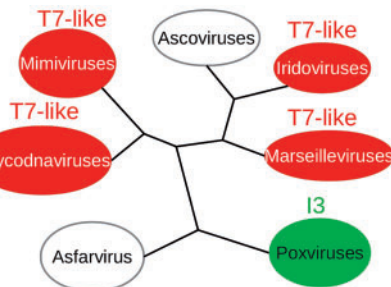 T7-like
Mimiviruses
Ascoviruses
T7-like
Iridoviruses
T7-like
ycodnaviruses
T7-like
Marseilleviruses
I3
Poxviruses
Asfarvirus